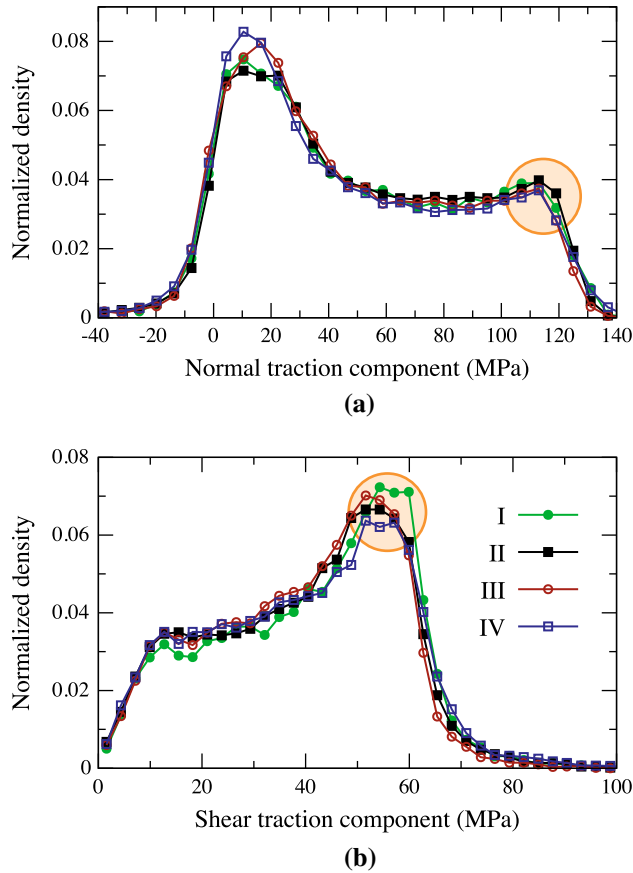 0.08
0.06
0.04
0.02
0
Normalized density
-40 -20 0 20 40 60 80 100 120 140
Normal traction component (MPa)
(a)
0.08
0.06
0.04
0.02
0
Normalized density
I
II
III
IV
0 20 40 60 80 100
Shear traction component (MPa)
(b)